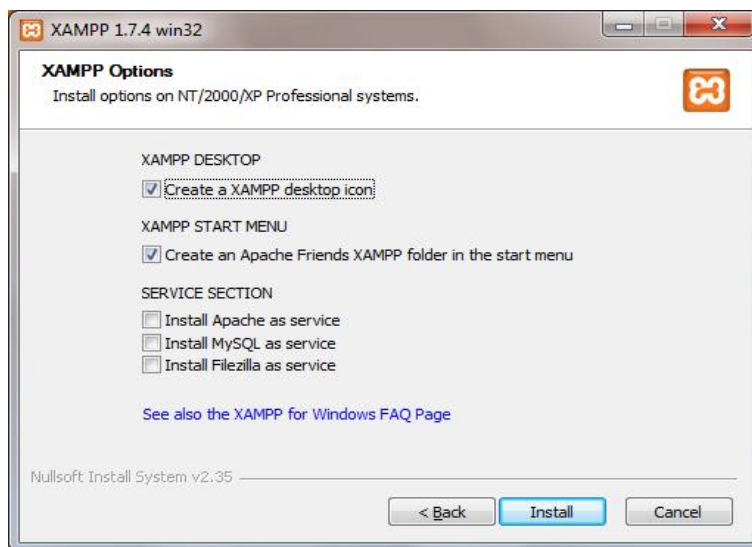 XAMPP 1.7.4 win32
XAMPP Options
Install options on NT/2000/XP Professional systems.
XAMPP DESKTOP
Create a XAMPP desktop icon
XAMPP START MENU
Create an Apache Friends XAMPP folder in the start menu
SERVICE SECTION
Install Apache as service
Install MySQL as service
Install Filezilla as service
See also the XAMPP for Windows FAQ Page
Nullsoft Install System v2.35
< Back
Install
Cancel